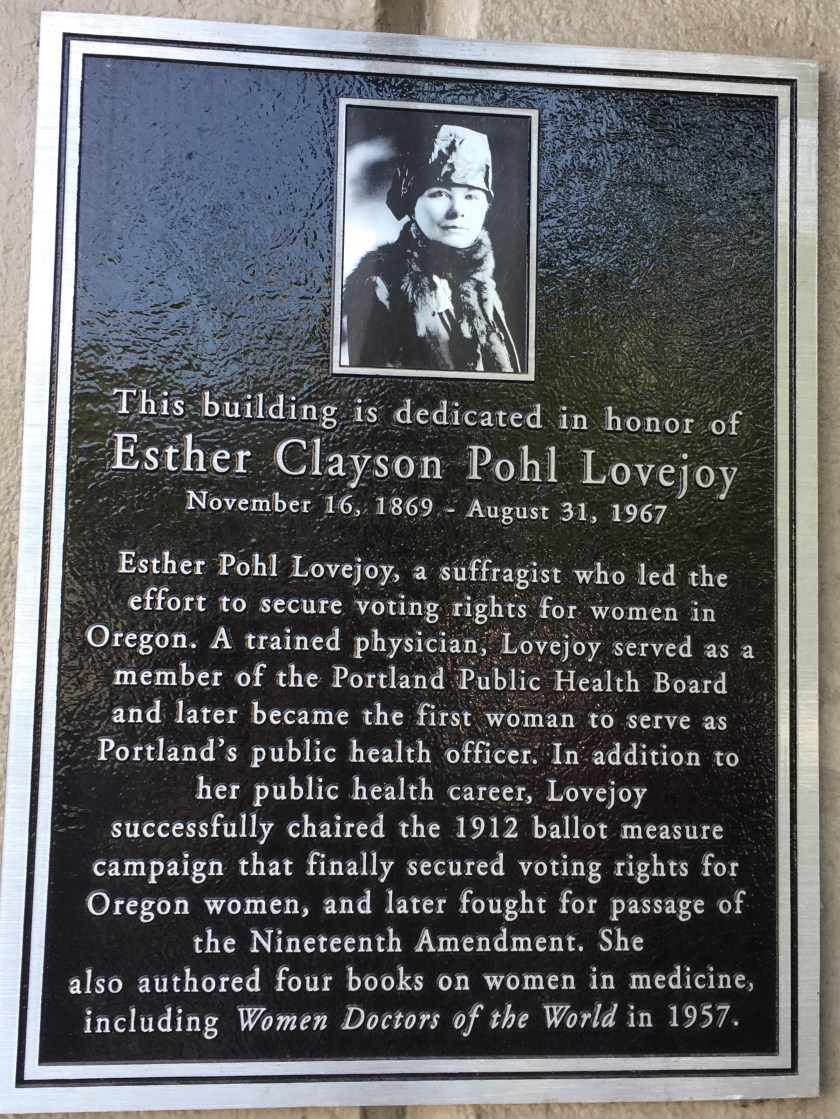 This building is dedicated in honor of
Esther Clayson Pohl Lovejoy
November 16, 1869 - August 31, 1967
Esther Pohl Lovejoy, a suffragist who led the
effort to secure voting rights for women in
Oregon. A trained physician, Lovejoy served as a
member of the Portland Public Health Board
and later became the first woman to serve as
Portland's public health officer. In addition to
her public health career, Lovejoy
successfully chaired the 1912 ballot measure
campaign that finally secured voting rights for
Oregon women, and later fought for passage of
the Nineteenth Amendment. She
also authored four books on women in medicine,
including Women Doctors of the World in 1957.